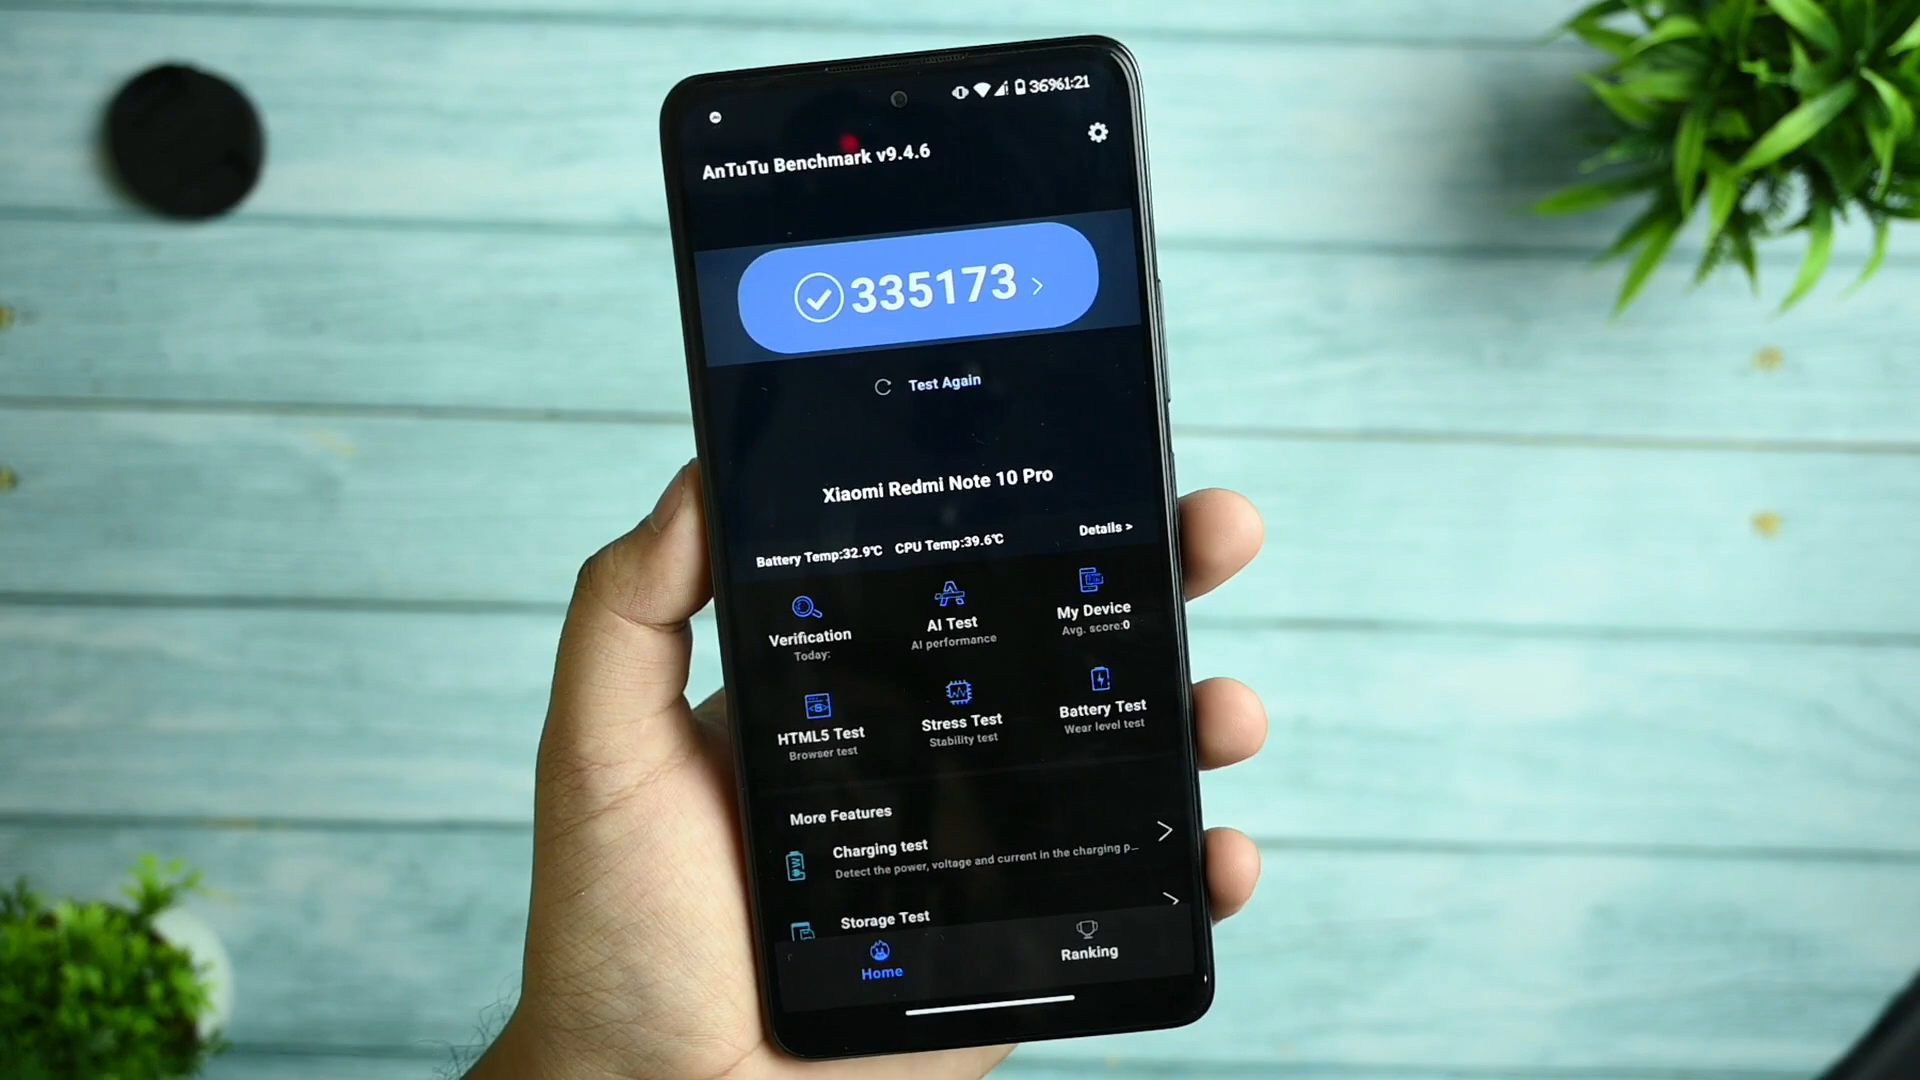 36%1:21
AnTuTu Benchmark v9.4.6
335173 >
Test Again
Xiaomi Redmi Note 10 Pro
Battery Temp:32.9℃ CPU Temp:39.6℃ Details >
Verification AI Test My Device
Today: AI performance Avg. score:0
HTML5 Test Stress Test Battery Test
Browser test Stability test Wear level test
More Features
Charging test
Detect the power, voltage and current in the charging p...
Storage Test
Home Ranking